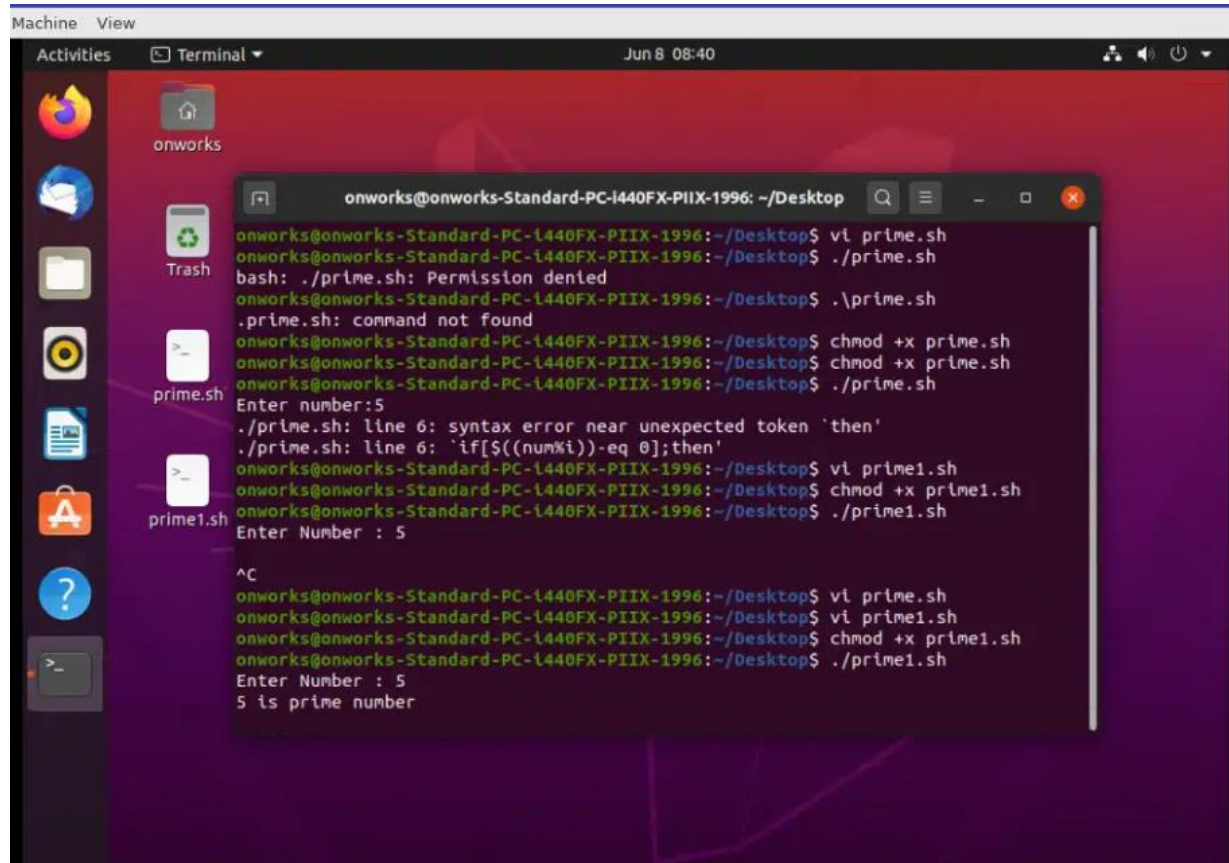 Machine View
Activities Terminal Jun 8 08:40
onworks
Trash
prime.sh
prime1.sh
onworks@onworks-Standard-PC-i440FX-PIIX-1996: ~/Desktop
onworks@onworks-Standard-PC-i440FX-PIIX-1996:~/Desktop$ vi prime.sh
onworks@onworks-Standard-PC-i440FX-PIIX-1996:~/Desktop$ ./prime.sh
bash: ./prime.sh: Permission denied
onworks@onworks-Standard-PC-i440FX-PIIX-1996:~/Desktop$ .\prime.sh
.prime.sh: command not found
onworks@onworks-Standard-PC-i440FX-PIIX-1996:~/Desktop$ chmod +x prime.sh
onworks@onworks-Standard-PC-i440FX-PIIX-1996:~/Desktop$ chmod +x prime.sh
onworks@onworks-Standard-PC-i440FX-PIIX-1996:~/Desktop$ ./prime.sh
Enter number:5
./prime.sh: line 6: syntax error near unexpected token `then'
./prime.sh: line 6: `if[$((num%i))-eq 0];then'
onworks@onworks-Standard-PC-i440FX-PIIX-1996:~/Desktop$ vi prime1.sh
onworks@onworks-Standard-PC-i440FX-PIIX-1996:~/Desktop$ chmod +x prime1.sh
onworks@onworks-Standard-PC-i440FX-PIIX-1996:~/Desktop$ ./prime1.sh
Enter Number : 5
^C
onworks@onworks-Standard-PC-i440FX-PIIX-1996:~/Desktop$ vi prime.sh
onworks@onworks-Standard-PC-i440FX-PIIX-1996:~/Desktop$ vi prime1.sh
onworks@onworks-Standard-PC-i440FX-PIIX-1996:~/Desktop$ chmod +x prime1.sh
onworks@onworks-Standard-PC-i440FX-PIIX-1996:~/Desktop$ ./prime1.sh
Enter Number : 5
5 is prime number